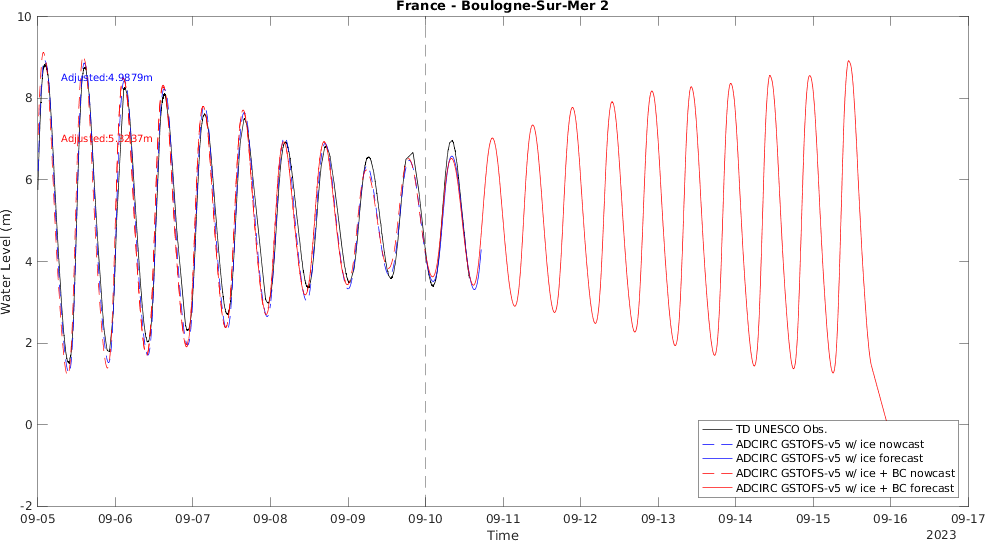 France - Boulogne-Sur-Mer 2
10
8
6
4
2
0
-2
Water Level (m)
Adjusted:4.9879m
Adjusted:5.3237m
TD UNESCO Obs.
ADCIRC GSTOFS-v5 w/ ice nowcast
ADCIRC GSTOFS-v5 w/ ice forecast
ADCIRC GSTOFS-v5 w/ ice + BC nowcast
ADCIRC GSTOFS-v5 w/ ice + BC forecast
09-05 09-06 09-07 09-08 09-09 09-10 09-11 09-12 09-13 09-14 09-15 09-16 09-17
Time
2023